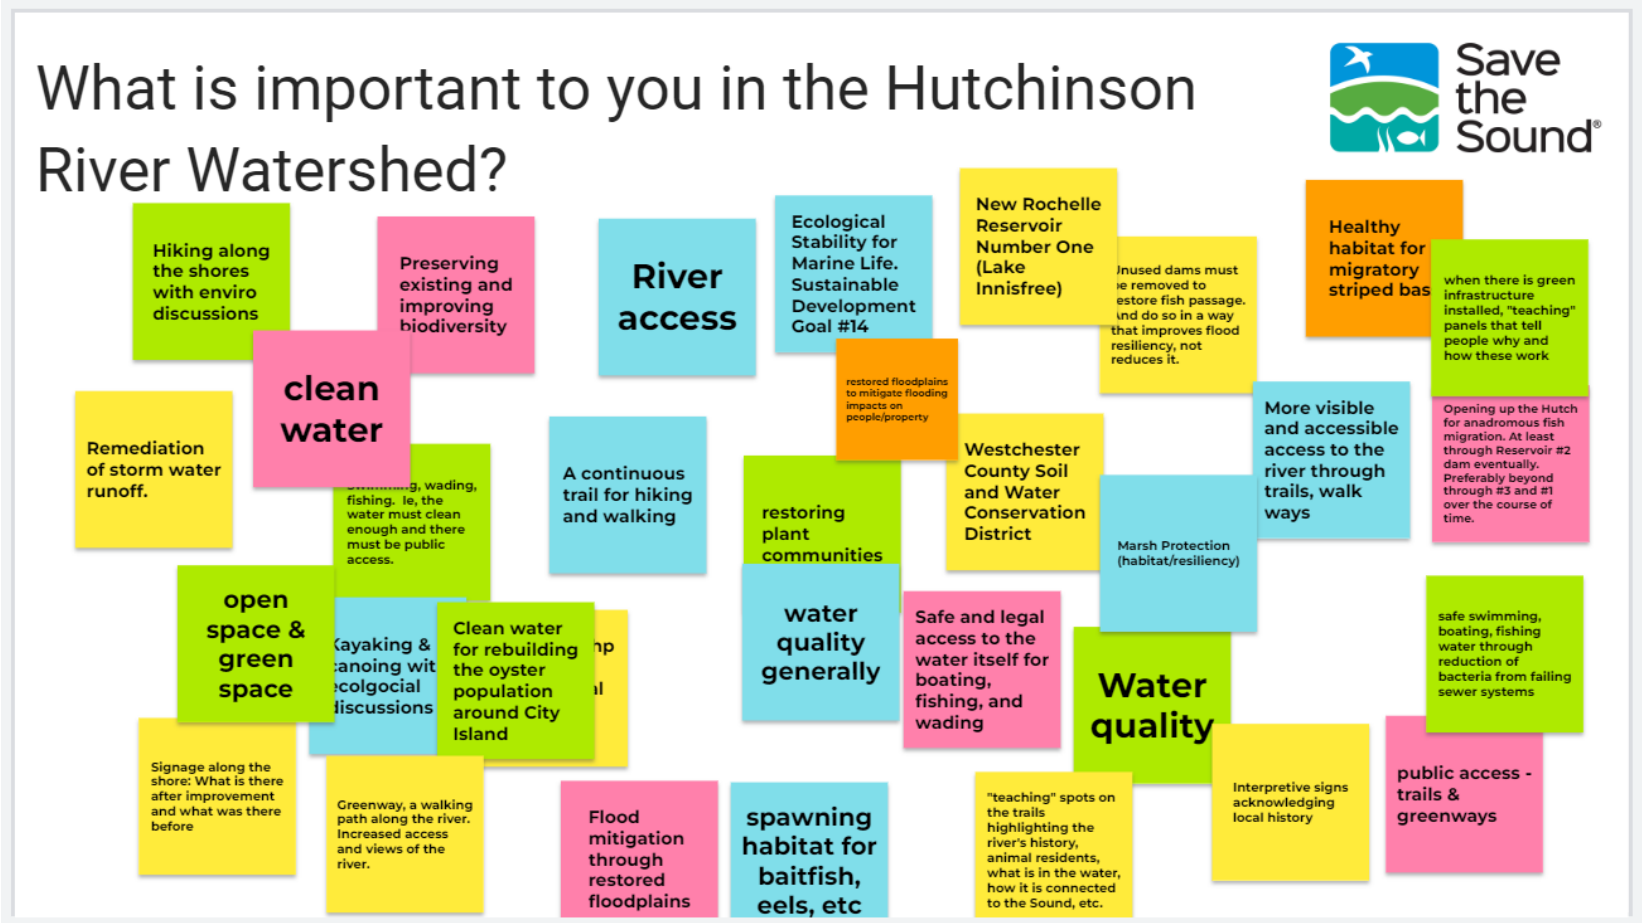 What is important to you in the Hutchinson
River Watershed?
Save
the
Sound®
Hiking along
the shores
with enviro
discussions
Preserving
existing and
improving
biodiversity
River
access
Ecological
Stability for
Marine Life.
Sustainable
Development
Goal #14
New Rochelle
Reservoir
Number One
(Lake
Innisfree)
Unused dams must
be removed to
restore fish passage.
And do so in a way
that improves flood
resiliency, not
reduces it.
Healthy
habitat for
migratory
striped bas
when there is green
infrastructure
installed, "teaching"
panels that tell
people why and
how these work
clean
water
restored floodplains
to mitigate flooding
impacts on
people/property
Remediation
of storm water
runoff.
Swimming, wading,
fishing. Ie, the
water must clean
enough and there
must be public
access.
A continuous
trail for hiking
and walking
restoring
plant
communities
Westchester
County Soil
and Water
Conservation
District
More visible
and accessible
access to the
river through
trails, walk
ways
Opening up the Hutch
for anadromous fish
migration. At least
through Reservoir #2
dam eventually.
Preferably beyond
through #3 and #1
over the course of
time.
Marsh Protection
(habitat/resiliency)
open
space &
green
space
Kayaking &
canoing wit
ecolgocial
discussions
Clean water
for rebuilding
the oyster
population
around City
Island
water
quality
generally
Safe and legal
access to the
water itself for
boating,
fishing, and
wading
Water
quality
safe swimming,
boating, fishing
water through
reduction of
bacteria from failing
sewer systems
Signage along the
shore: What is there
after improvement
and what was there
before
Greenway, a walking
path along the river.
Increased access
and views of the
river.
Flood
mitigation
through
restored
floodplains
spawning
habitat for
baitfish,
eels, etc
"teaching" spots on
the trails
highlighting the
river's history,
animal residents,
what is in the water,
how it is connected
to the Sound, etc.
Interpretive signs
acknowledging
local history
public access -
trails &
greenways